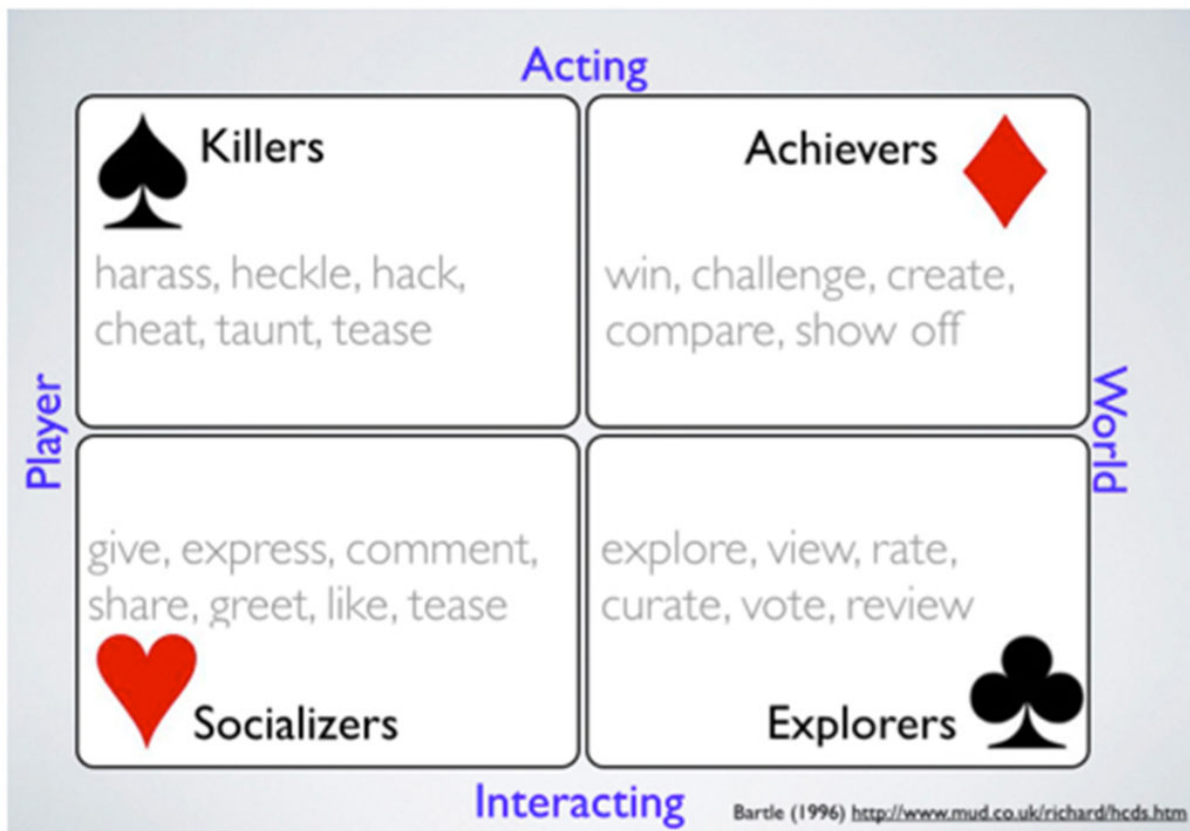 Acting
Killers
harass, heckle, hack,
cheat, taunt, tease
Achievers
win, challenge, create,
compare, show off
Player
World
give, express, comment,
share, greet, like, tease
Socializers
explore, view, rate,
curate, vote, review
Explorers
Interacting
Bartle (1996) http://www.mud.co.uk/richard/hcds.htm